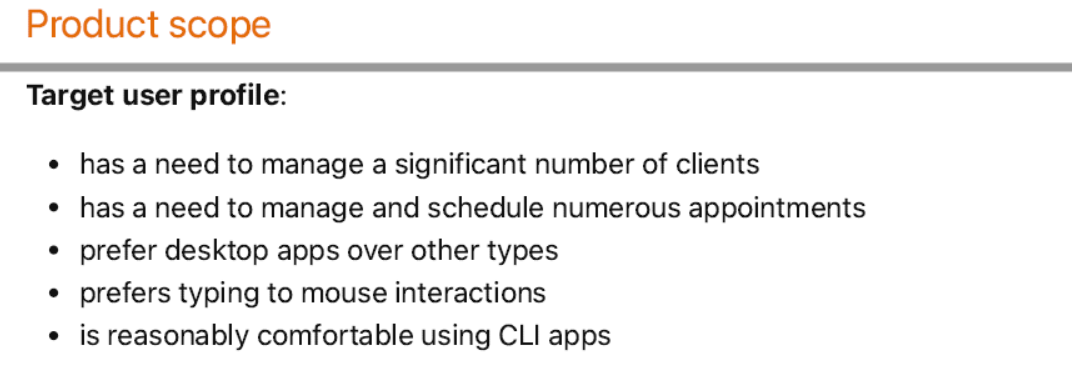 Product scope
Target user profile:
• has a need to manage a significant number of clients
• has a need to manage and schedule numerous appointments
• prefer desktop apps over other types
• prefers typing to mouse interactions
• is reasonably comfortable using CLI apps